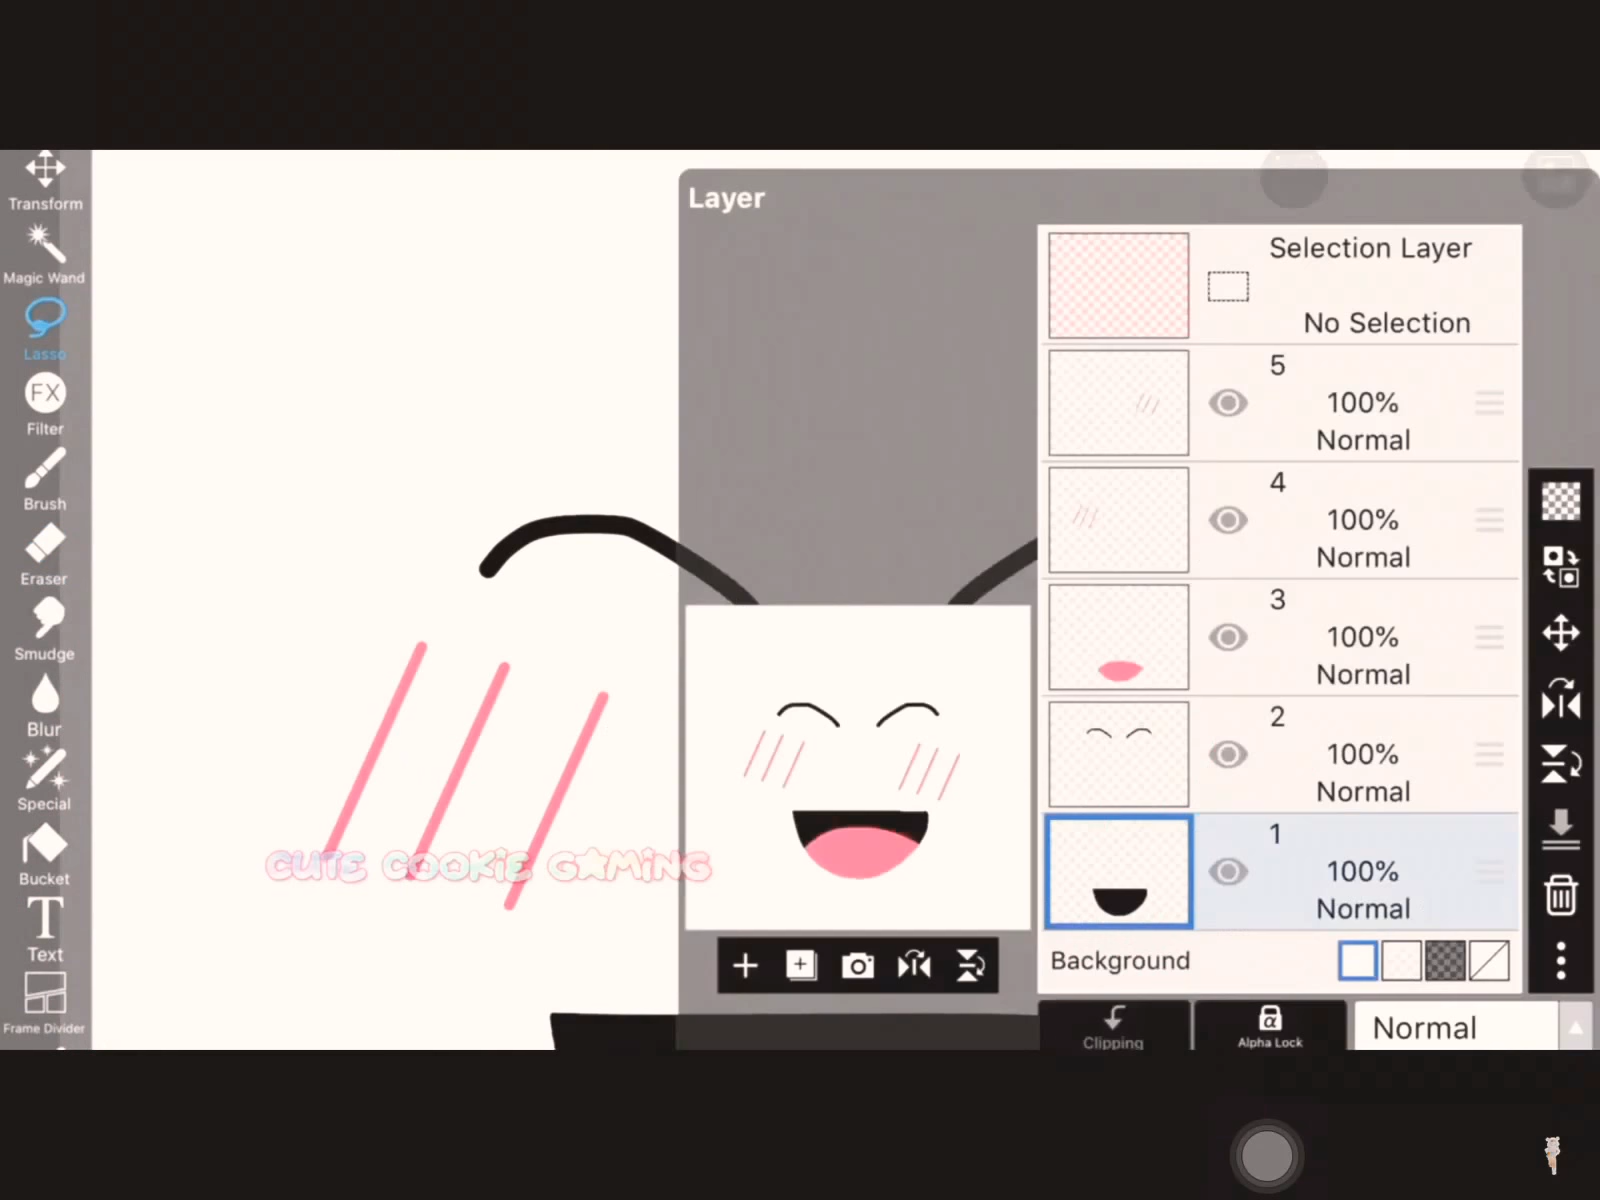 Transform
Magic Wand
Lasso
FX
Filter
Brush
Eraser
Smudge
Blur
Special
Bucket
T
Text
Frame Divider
CUTE COOKIE GAMING
Layer
Selection Layer
No Selection
5
100%
Normal
4
100%
Normal
3
100%
Normal
2
100%
Normal
1
100%
Normal
Background
Clipping
α
Alpha Lock
Normal